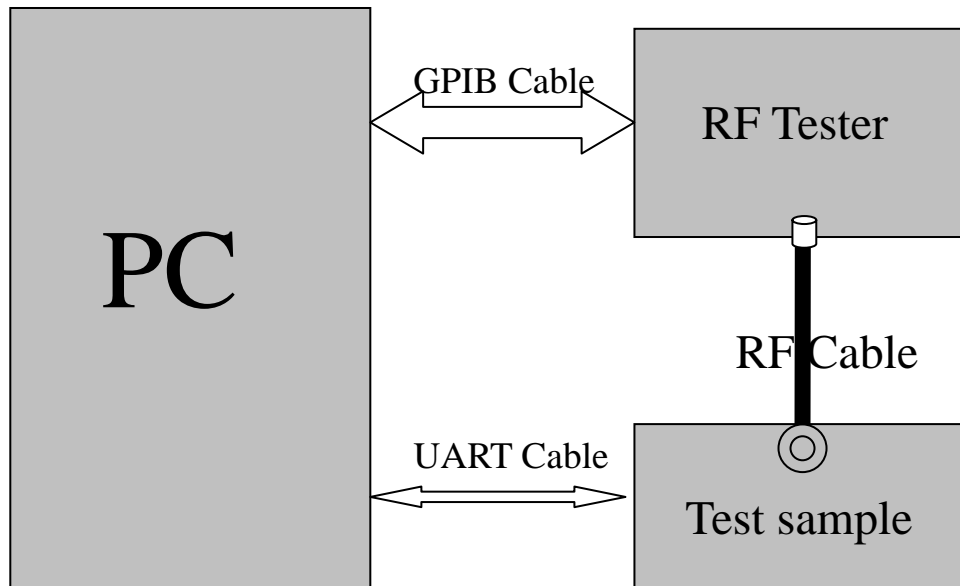 GPIB Cable
RF Tester
PC
RF Cable
UART Cable
Test sample